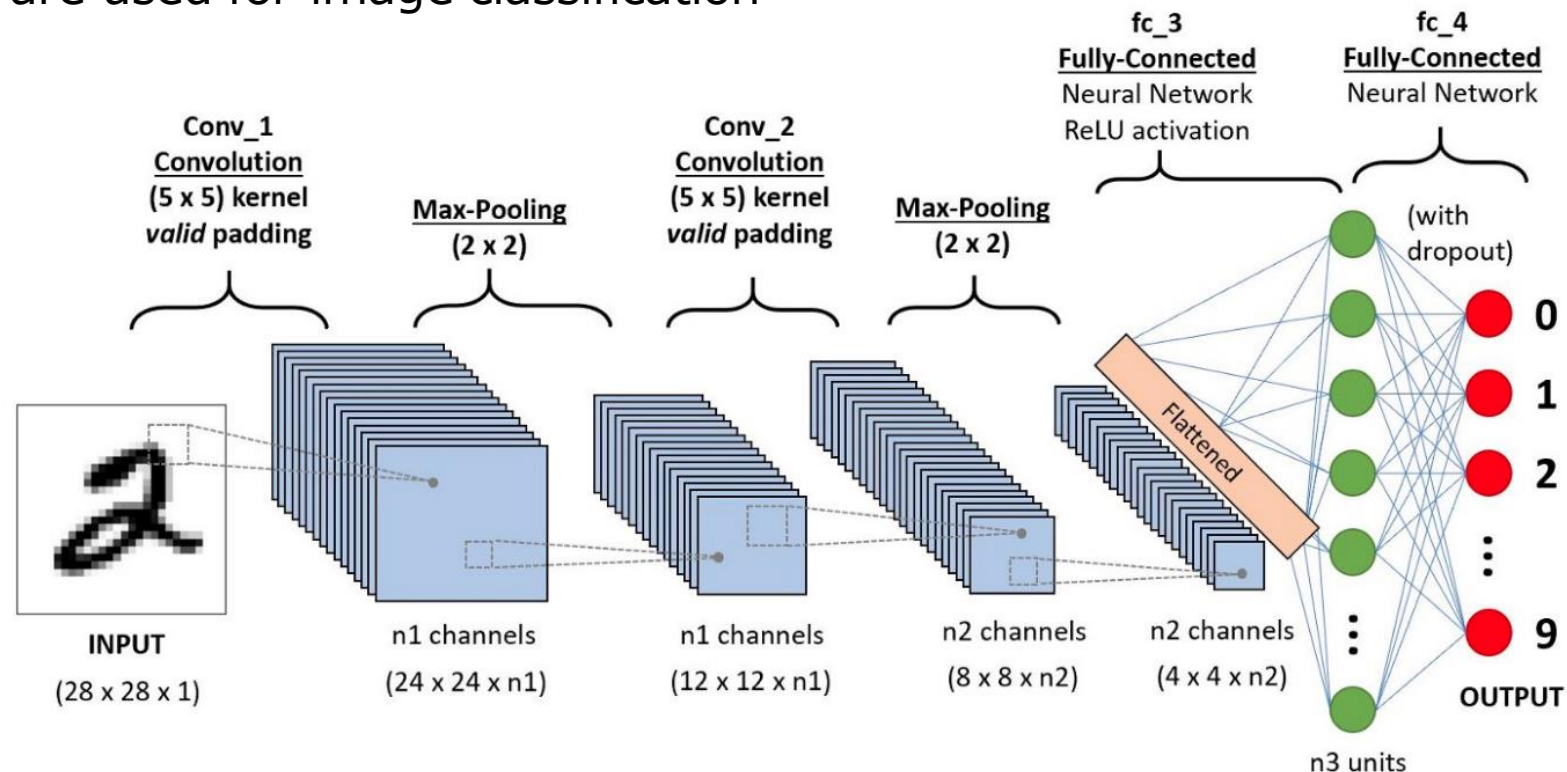 are used for image classification
fc_3
Fully-Connected
Neural Network
ReLU activation
fc_4
Fully-Connected
Neural Network
Conv_1
Convolution
(5 x 5) kernel
valid padding
Max-Pooling
(2 x 2)
Conv_2
Convolution
(5 x 5) kernel
valid padding
Max-Pooling
(2 x 2)
(with
dropout)
Flattened
0
1
2
9
INPUT
(28 x 28 x 1)
n1 channels
(24 x 24 x n1)
n1 channels
(12 x 12 x n1)
n2 channels
(8 x 8 x n2)
n2 channels
(4 x 4 x n2)
OUTPUT
n3 units